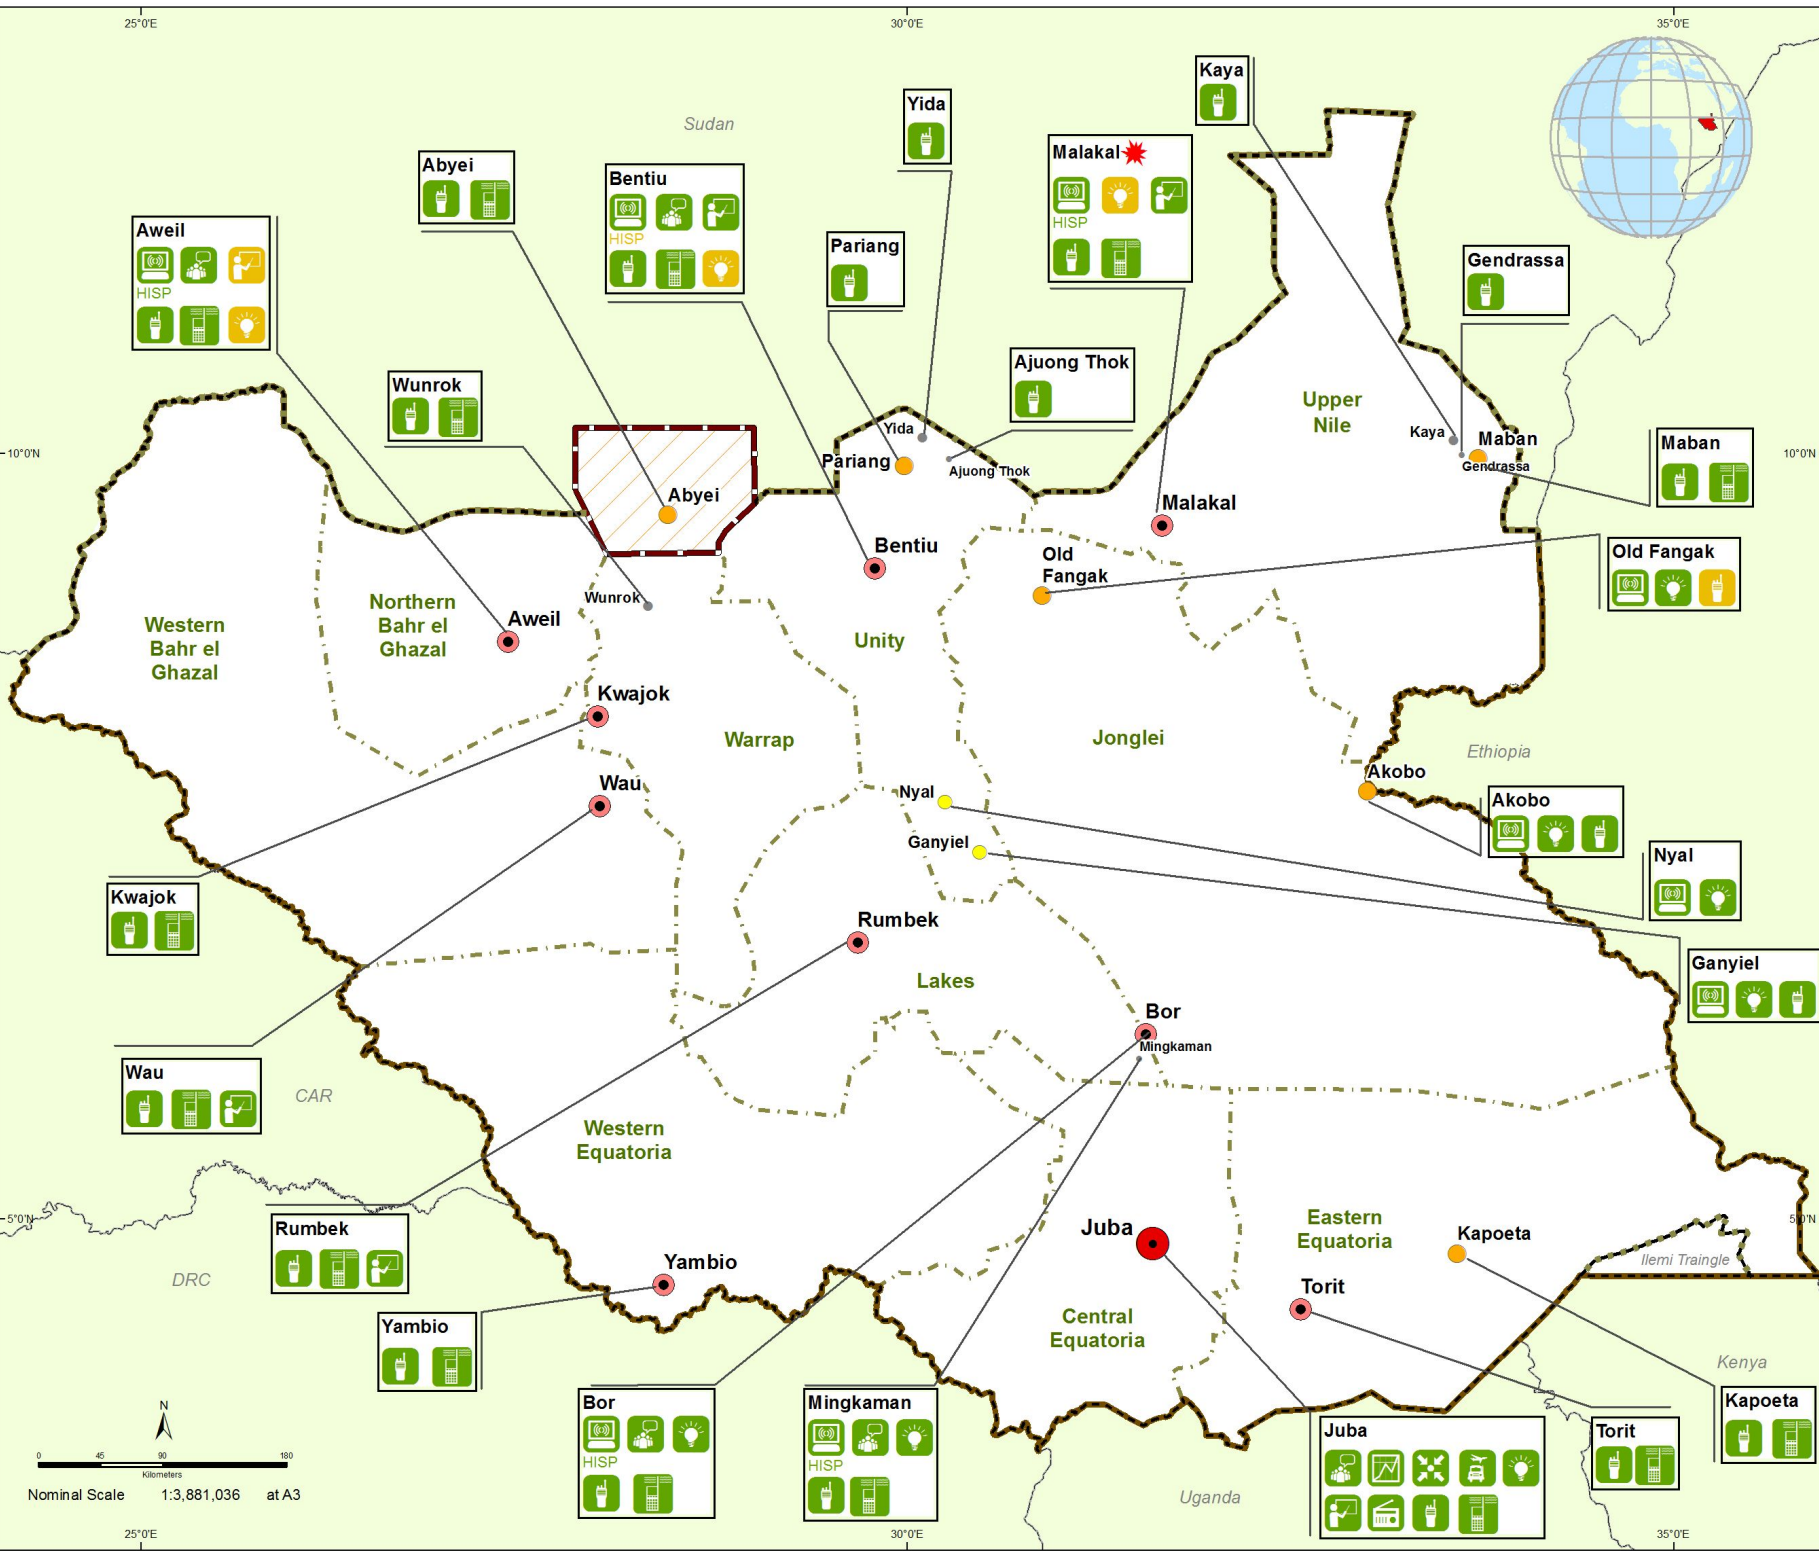 25°0'E
30°0'E
35°0'E
Kaya
Yida
Sudan
Malakal
HISP
Abyei
Bentiu
HISP
Aweil
HISP
Pariang
Gendrassa
Ajuong Thok
Wunrok
Upper
Nile
Yida
Kaya
Maban
Maban
10°0'N
10°0'N
Pariang
Ajuong Thok
Gendrassa
Abyei
Malakal
Bentiu
Old
Fangak
Old Fangak
Wunrok
Northern
Bahr el
Ghazal
Aweil
Western
Bahr el
Ghazal
Unity
Kwajok
Warrap
Jonglei
Ethiopia
Wau
Akobo
Akobo
Nyal
Ganyiel
Nyal
Kwajok
Rumbek
Lakes
Ganyiel
Bor
Mingkaman
Wau
CAR
Western
Equatoria
5°0'N
5°0'N
Rumbek
Juba
Eastern
Equatoria
Kapoeta
Ilemi Traingle
DRC
Yambio
Torit
Yambio
Central
Equatoria
Kenya
Bor
HISP
Mingkaman
HISP
Juba
Torit
Kapoeta
N
0 45 90 180
Kilometers
Nominal Scale 1:3,881,036 at A3
Uganda
25°0'E
30°0'E
35°0'E